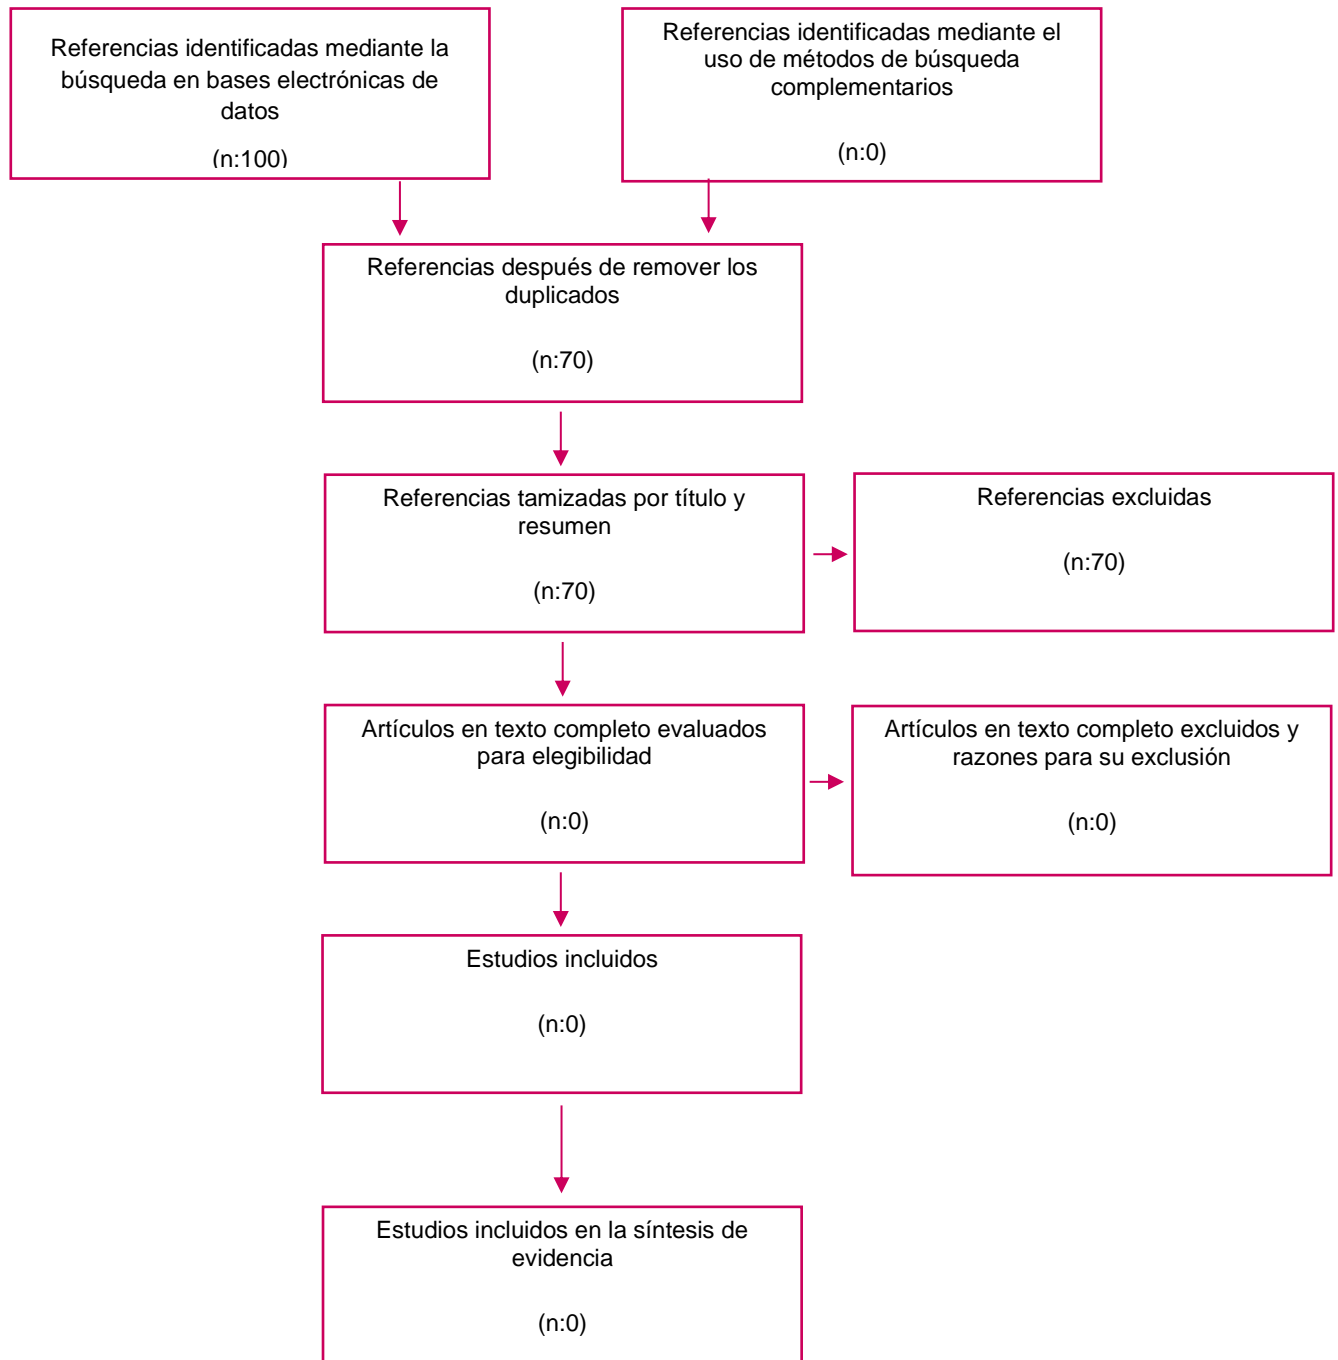 Referencias identificadas mediante la
búsqueda en bases electrónicas de
datos
(n:100)
Referencias identificadas mediante el
uso de métodos de búsqueda
complementarios
(n:0)
Referencias después de remover los
duplicados
(n:70)
Referencias tamizadas por título y
resumen
(n:70)
Referencias excluidas
(n:70)
Artículos en texto completo evaluados
para elegibilidad
(n:0)
Artículos en texto completo excluidos y
razones para su exclusión
(n:0)
Estudios incluidos
(n:0)
Estudios incluidos en la síntesis de
evidencia
(n:0)